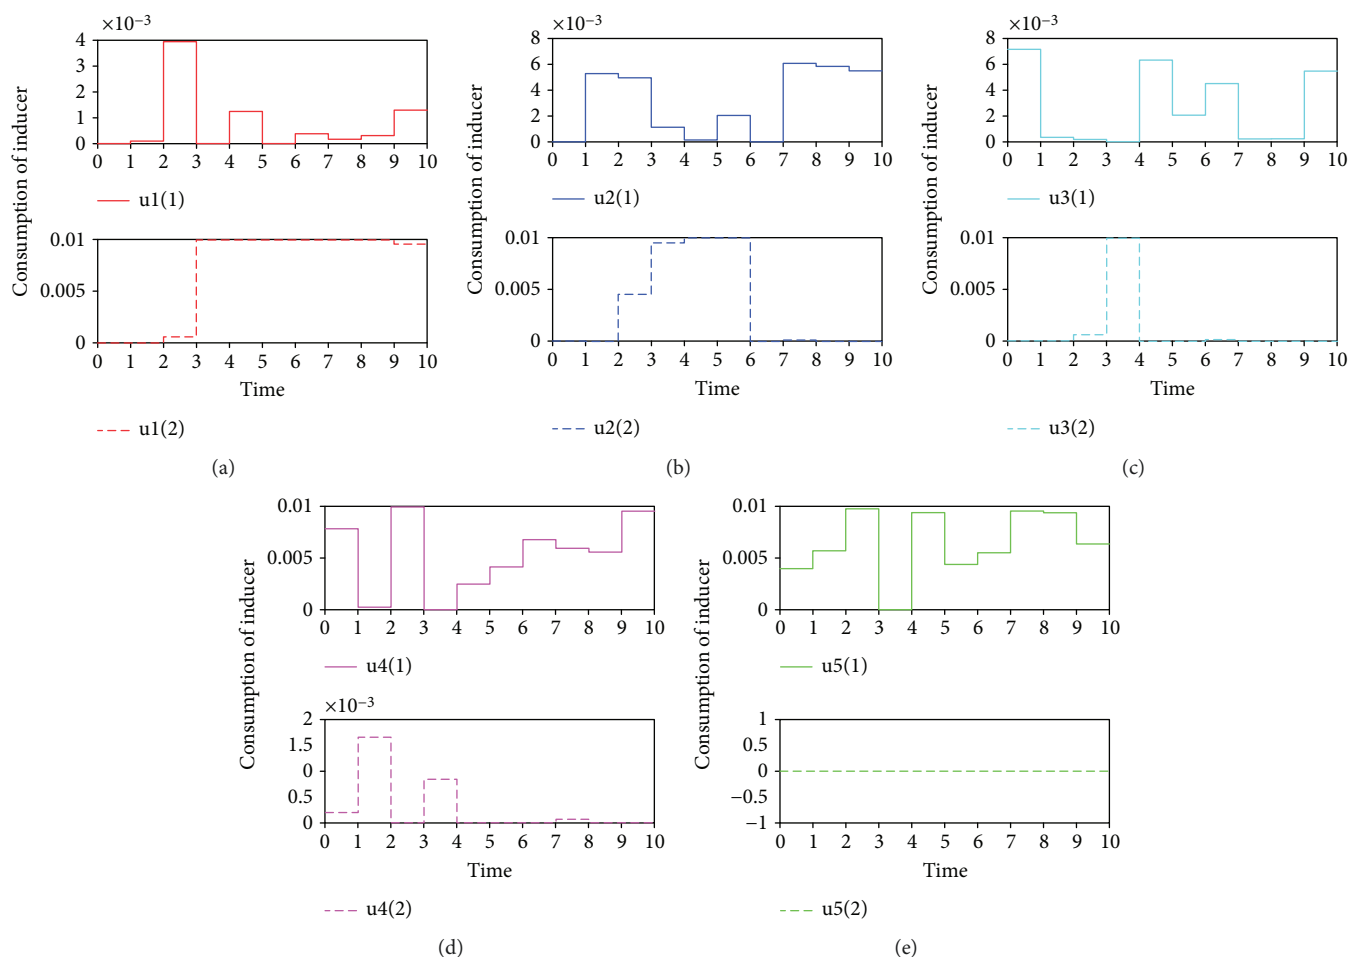 ×10−3
4
3
2
1
0
0 1 2 3 4 5 6 7 8 9 10
u1(1)
Consumption of inducer
0.01
0.005
0
0 1 2 3 4 5 6 7 8 9 10
Time
u1(2)
(a)
×10−3
8
6
4
2
0
0 1 2 3 4 5 6 7 8 9 10
u2(1)
Consumption of inducer
0.01
0.005
0
0 1 2 3 4 5 6 7 8 9 10
Time
u2(2)
(b)
×10−3
8
6
4
2
0
0 1 2 3 4 5 6 7 8 9 10
u3(1)
Consumption of inducer
0.01
0.005
0
0 1 2 3 4 5 6 7 8 9 10
Time
u3(2)
(c)
0.01
0.005
0
0 1 2 3 4 5 6 7 8 9 10
u4(1)
Consumption of inducer
×10−3
2
1.5
0
0.5
0
0 1 2 3 4 5 6 7 8 9 10
Time
u4(2)
(d)
0.01
0.005
0
0 1 2 3 4 5 6 7 8 9 10
u5(1)
Consumption of inducer
1
0.5
0
−0.5
−1
0 1 2 3 4 5 6 7 8 9 10
Time
u5(2)
(e)